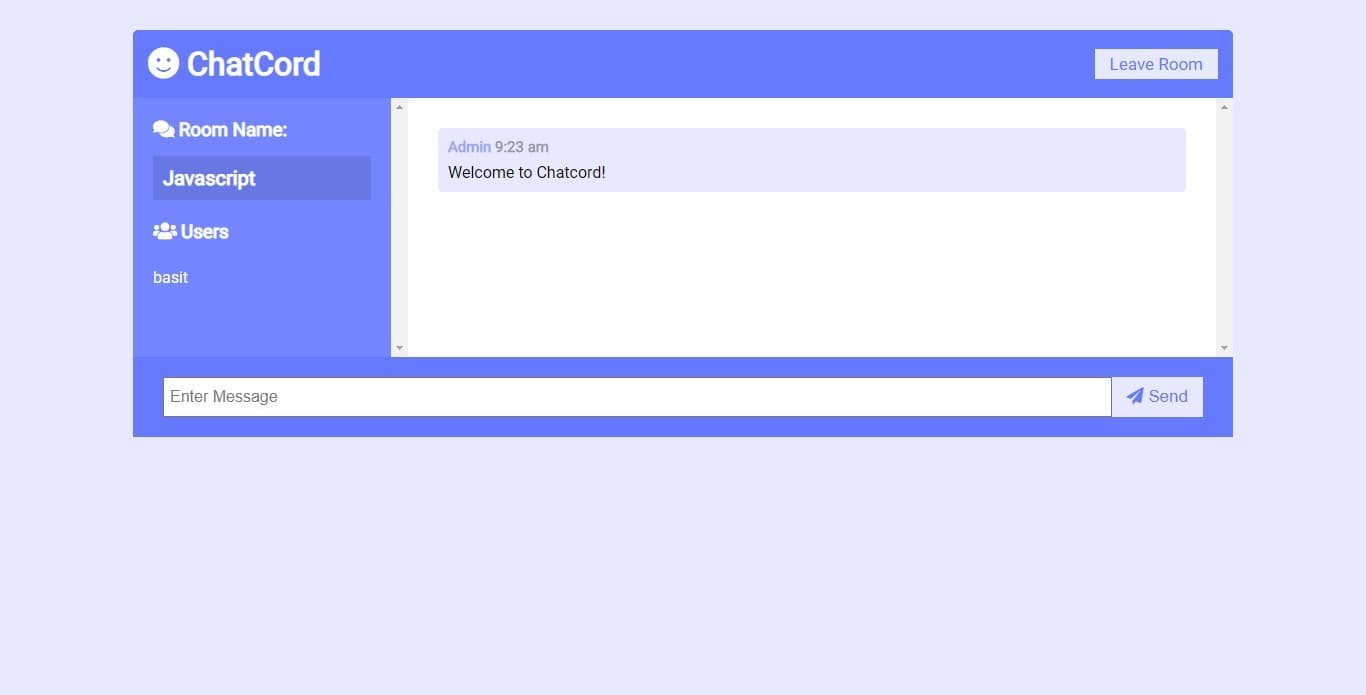 ChatCord
Leave Room
Room Name:
Javascript
Users
basit
Admin 9:23 am
Welcome to Chatcord!
Enter Message
Send